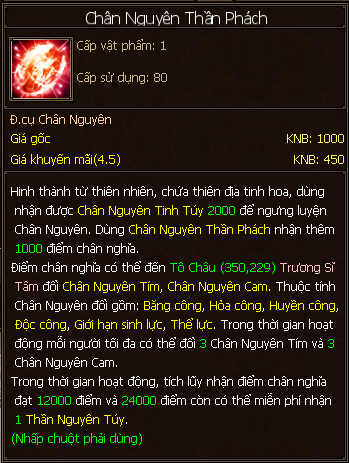 Chân Nguyên Thần Phách
Cấp vật phẩm: 1
Cấp sử dụng: 80
Đ.cụ Chân Nguyên
Giá gốc KNB: 1000
Giá khuyến mãi(4.5) KNB: 450
Hình thành từ thiên nhiên, chứa thiên địa tinh hoa, dùng
nhận được Chân Nguyên Tinh Túy 2000 để ngưng luyện
Chân Nguyên. Dùng Chân Nguyên Thần Phách nhận thêm
1000 điểm chân nghĩa.
Điểm chân nghĩa có thể đến Tô Châu (350,229) Trương Sĩ
Tâm đổi Chân Nguyên Tím, Chân Nguyên Cam. Thuộc tính
Chân Nguyên đổi gồm: Băng công, Hỏa công, Huyền công,
Độc công, Giới hạn sinh lực, Thể lực. Trong thời gian hoạt
động mỗi người tối đa có thể đổi 3 Chân Nguyên Tím và 3
Chân Nguyên Cam.
Trong thời gian hoạt động, tích lũy nhận điểm chân nghĩa
đạt 12000 điểm và 24000 điểm còn có thể miễn phí nhận
1 Thần Nguyên Túy.
(Nhấp chuột phải dùng)